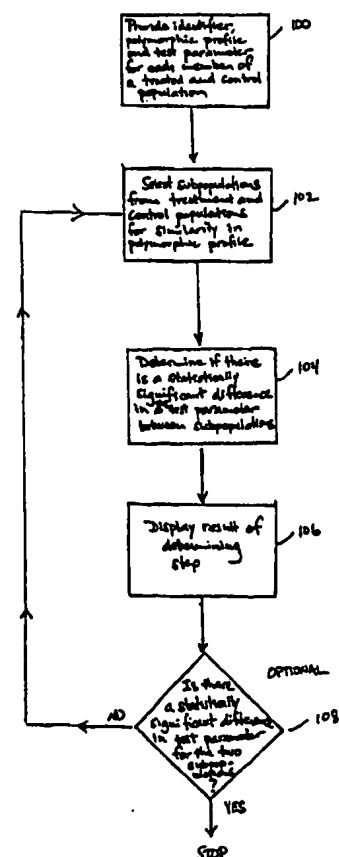 Provide identifier,
polymorphic profile
and test parameter
for each member of
a treated and control
population
100
Select subpopulations
from treatment and
control populations
for similarity in
polymorphic profile
102
Determine if there
is a statistically
significant difference
in a test parameter
between subpopulations
104
Display result of
determining
step
106
OPTIONAL
Is there
a statistically
significant difference
in test parameter
for the two
subpop-
ulations
?
108
NO
YES
STOP